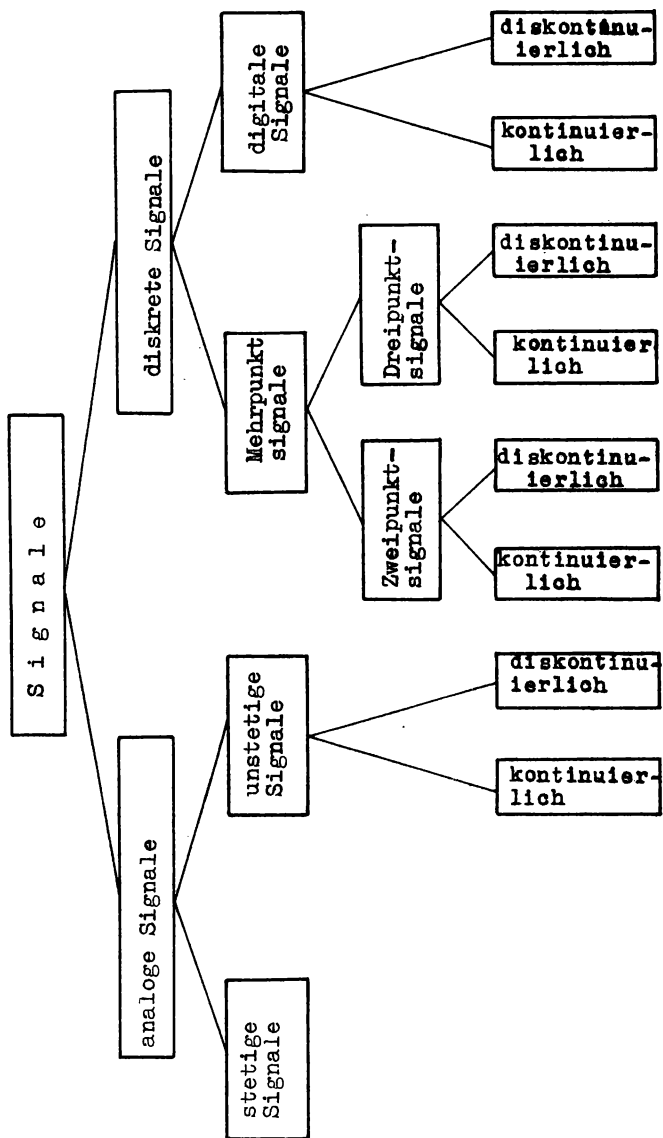 Signale
analoge Signale
diskrete Signale
stetige
Signale
unstetige
Signale
Mehrpunkt
signale
digitale
Signale
Zweipunkt-
signale
Dreipunkt-
signale
kontinuier-
lich
diskontinu-
ierlich
kontinuier-
lich
diskontinu-
ierlich
kontinuier
lich
diskontinu-
ierlich
kontinuier-
lich
diskontinu-
ierlich